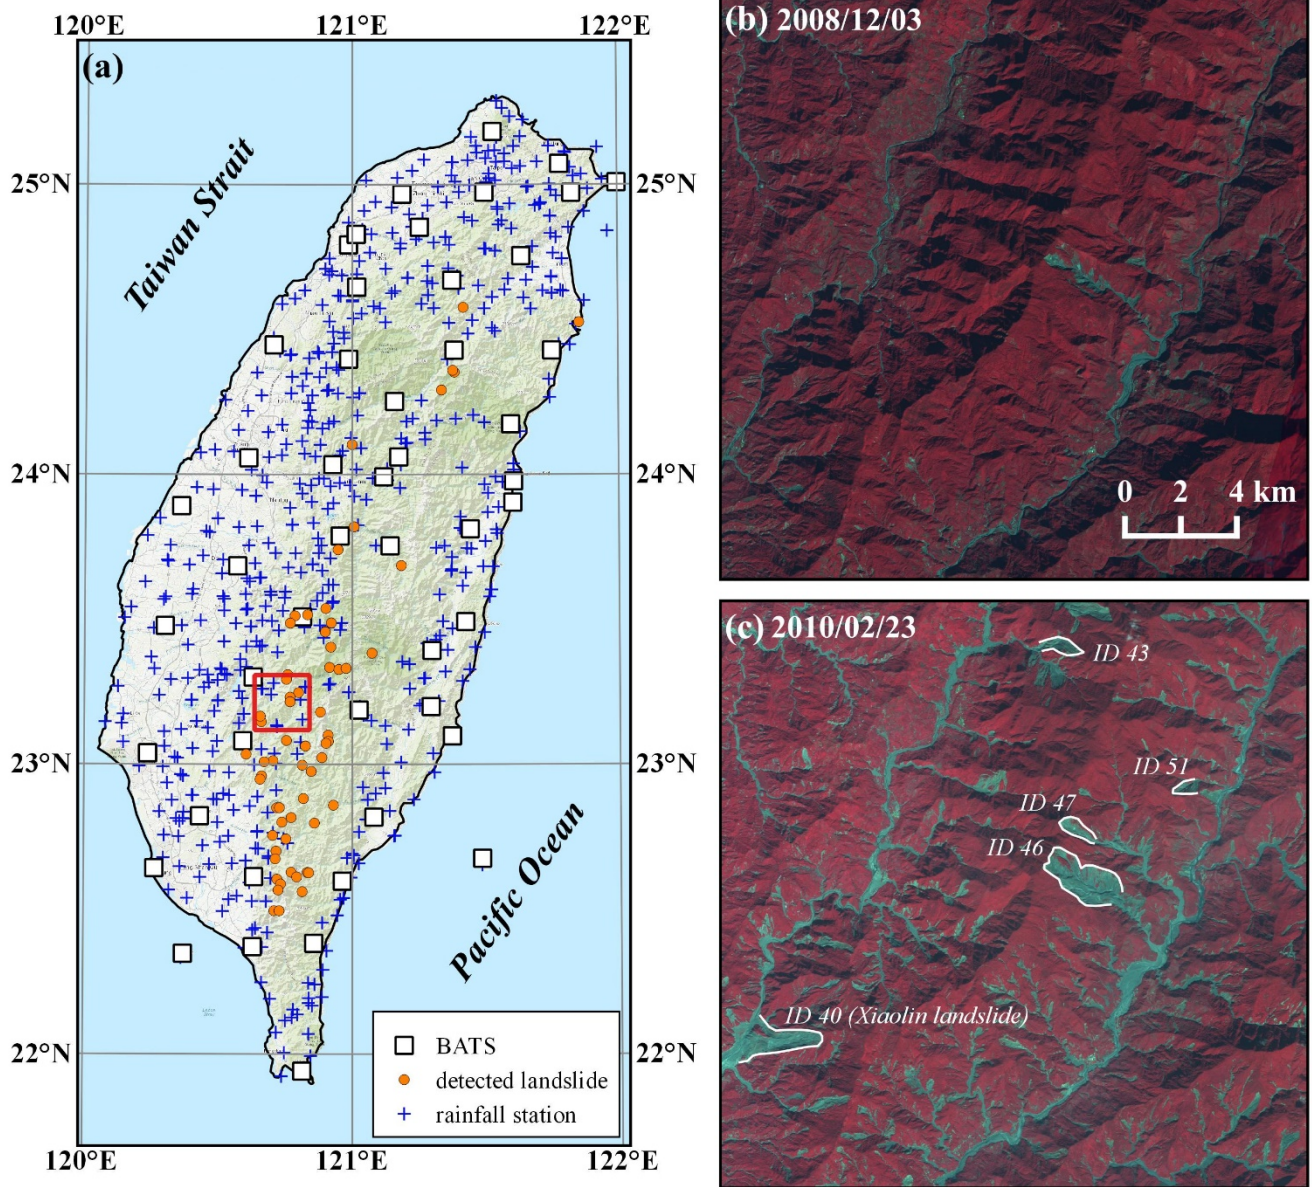 120°E 121°E 122°E
(a)
Taiwan Strait
25°N 25°N
24°N 24°N
23°N 23°N
22°N 22°N
Pacific Ocean
BATS
detected landslide
rainfall station
120°E 121°E 122°E
(b) 2008/12/03
0 2 4 km
(c) 2010/02/23
ID 43
ID 51
ID 47
ID 46
ID 40 (Xiaolin landslide)